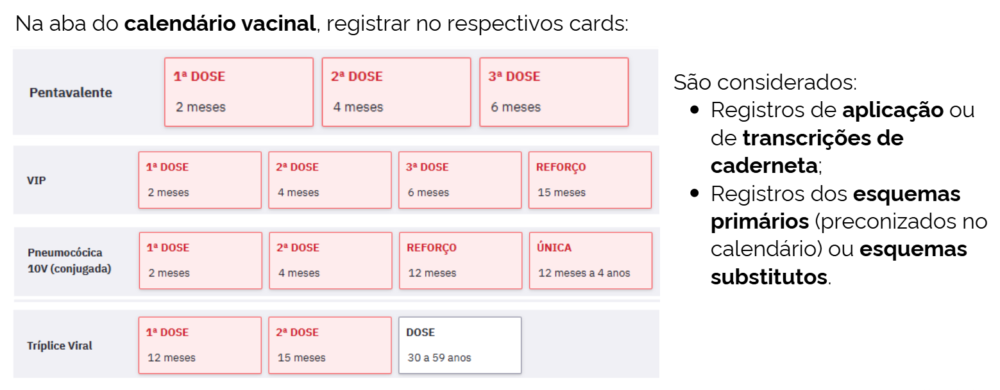 Na aba do calendário vacinal, registrar no respectivos cards:
Pentavalente
1ª DOSE
2 meses
2ª DOSE
4 meses
3ª DOSE
6 meses
VIP
1ª DOSE
2 meses
2ª DOSE
4 meses
3ª DOSE
6 meses
REFORÇO
15 meses
Pneumocócica
10V (conjugada)
1ª DOSE
2 meses
2ª DOSE
4 meses
REFORÇO
12 meses
ÚNICA
12 meses a 4 anos
Tríplice Viral
1ª DOSE
12 meses
2ª DOSE
15 meses
DOSE
30 a 59 anos
São considerados:
• Registros de aplicação ou
de transcrições de
caderneta;
• Registros dos esquemas
primários (preconizados no
calendário) ou esquemas
substitutos.